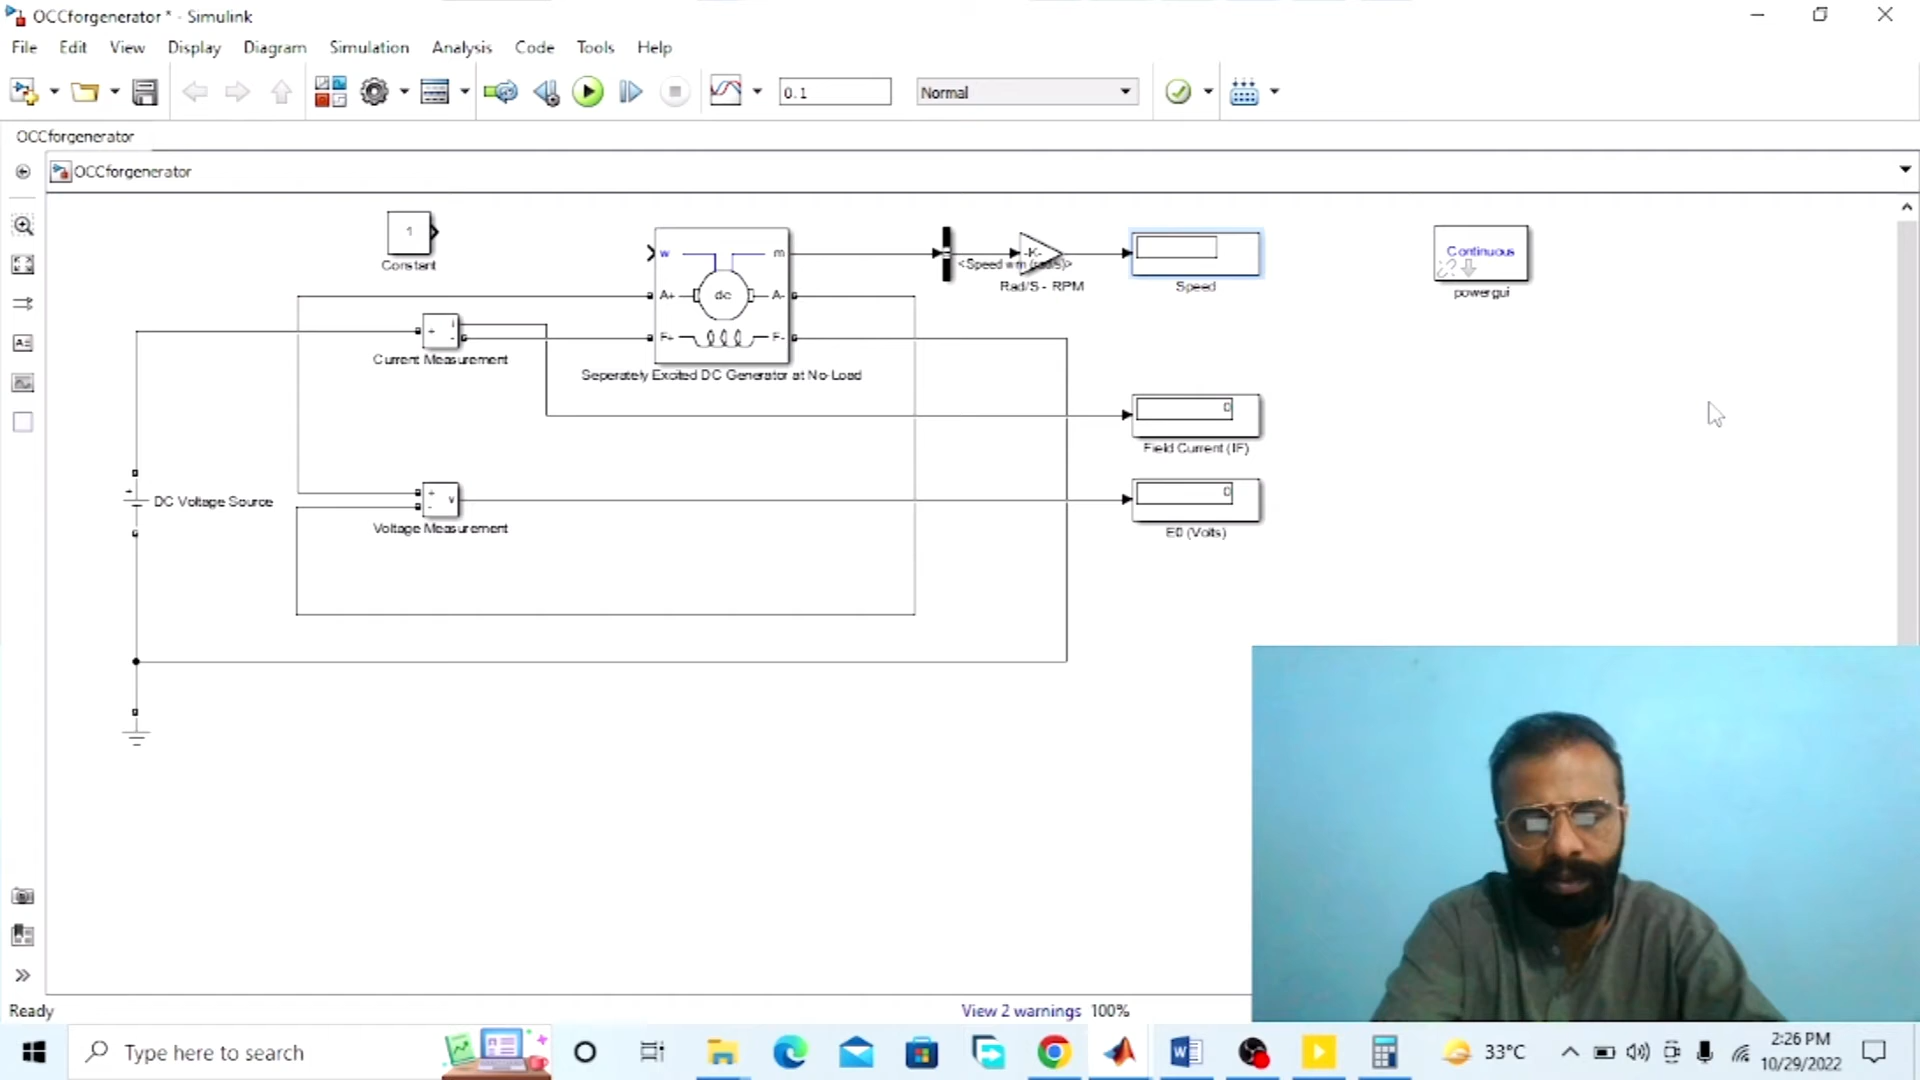 OCCforgenerator * - Simulink
File Edit View Display Diagram Simulation Analysis Code Tools Help
0.1
Normal
OCCforgenerator
OCCforgenerator
1
Constant
w
m
A+
dc
A-
F+
F-
Seperately Excited DC Generator at No-Load
<Speed wm (rad/s)>
-K-
Rad/S - RPM
Speed
Continuous
powergui
+
i
-
Current Measurement
0
Field Current (IF)
+
DC Voltage Source
+
v
-
Voltage Measurement
0
E0 (Volts)
Ready
View 2 warnings 100%
Type here to search
33°C
2:26 PM
10/29/2022